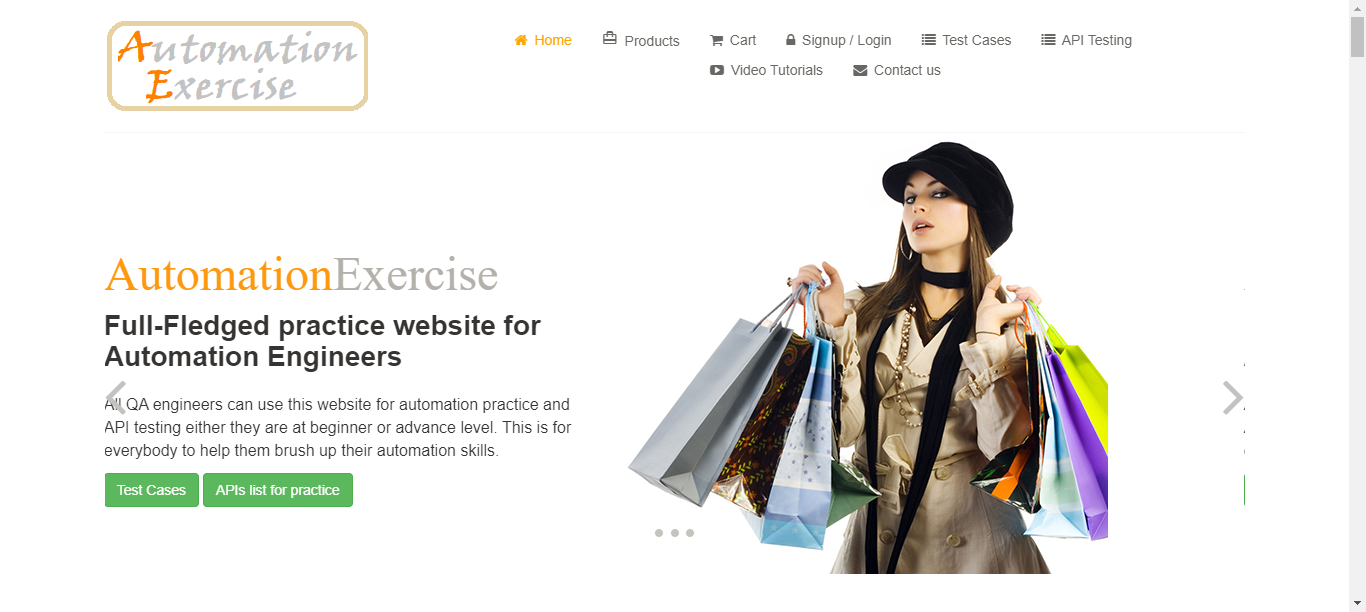 Automation
Exercise
Home Products Cart Signup / Login Test Cases API Testing
Video Tutorials Contact us
AutomationExercise
Full-Fledged practice website for
Automation Engineers
All QA engineers can use this website for automation practice and
API testing either they are at beginner or advance level. This is for
everybody to help them brush up their automation skills.
Test Cases APIs list for practice